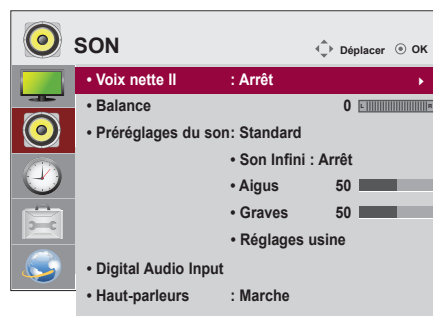 SON
Déplacer OK
• Voix nette II : Arrêt
• Balance 0 L R
• Préréglages du son: Standard
• Son Infini : Arrêt
• Aigus 50
• Graves 50
• Réglages usine
• Digital Audio Input
• Haut-parleurs : Marche